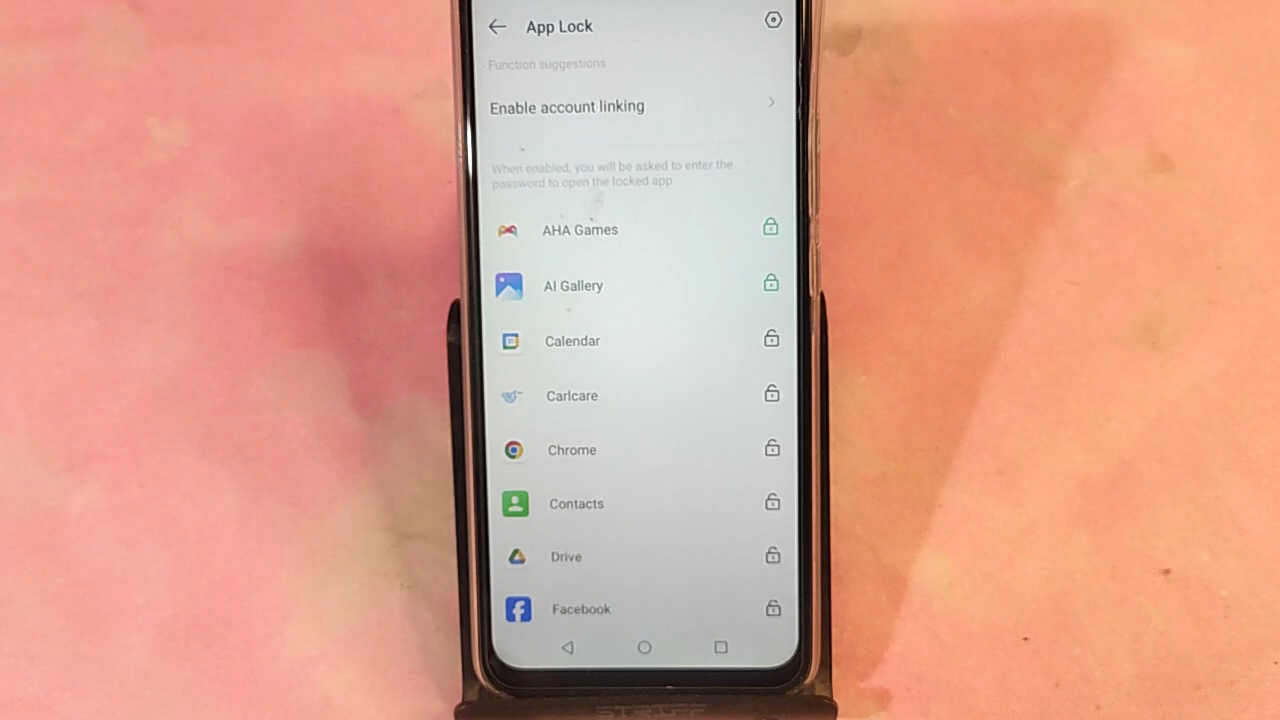 App Lock
Function suggestions
Enable account linking
When enabled, you will be asked to enter the
password to open the locked app
AHA Games
AI Gallery
Calendar
Carlcare
Chrome
Contacts
Drive
Facebook